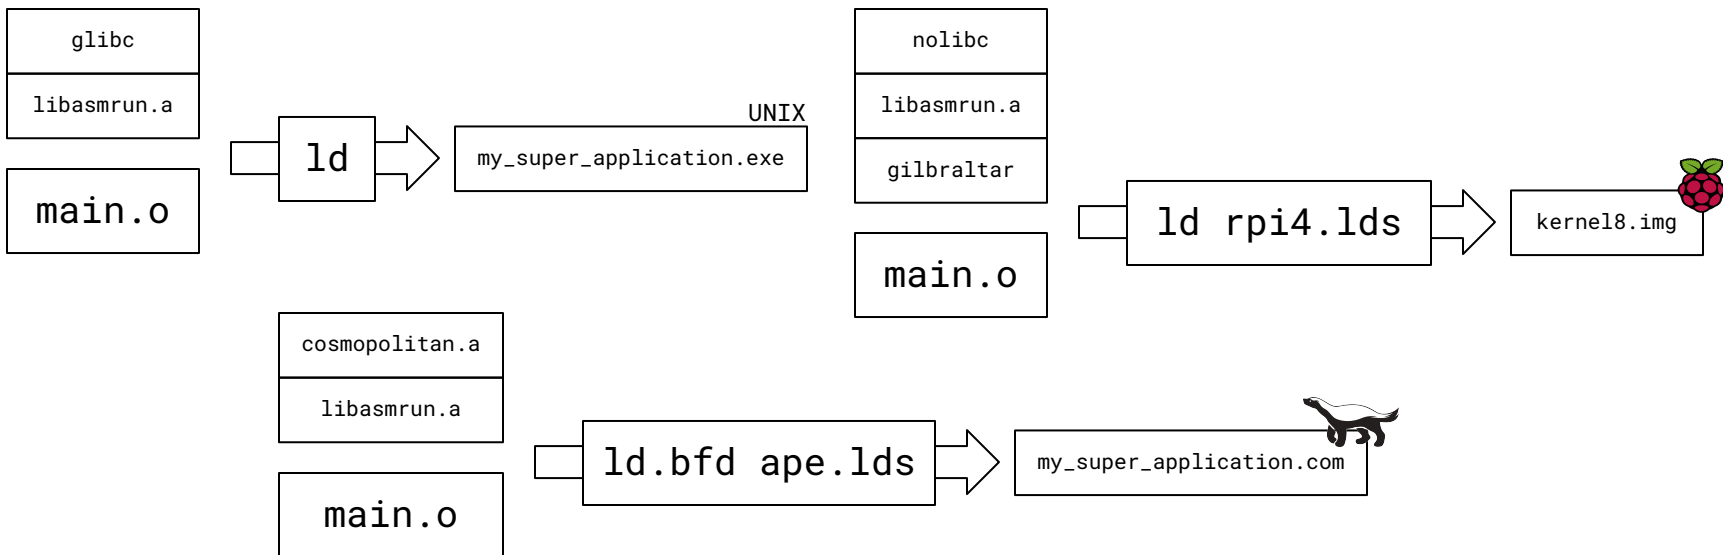 glibc
libasmrun.a
main.o
ld
UNIX
my_super_application.exe
nolibc
libasmrun.a
gilbraltar
main.o
ld rpi4.lds
kernel8.img
cosmopolitan.a
libasmrun.a
main.o
ld.bfd ape.lds
my_super_application.com